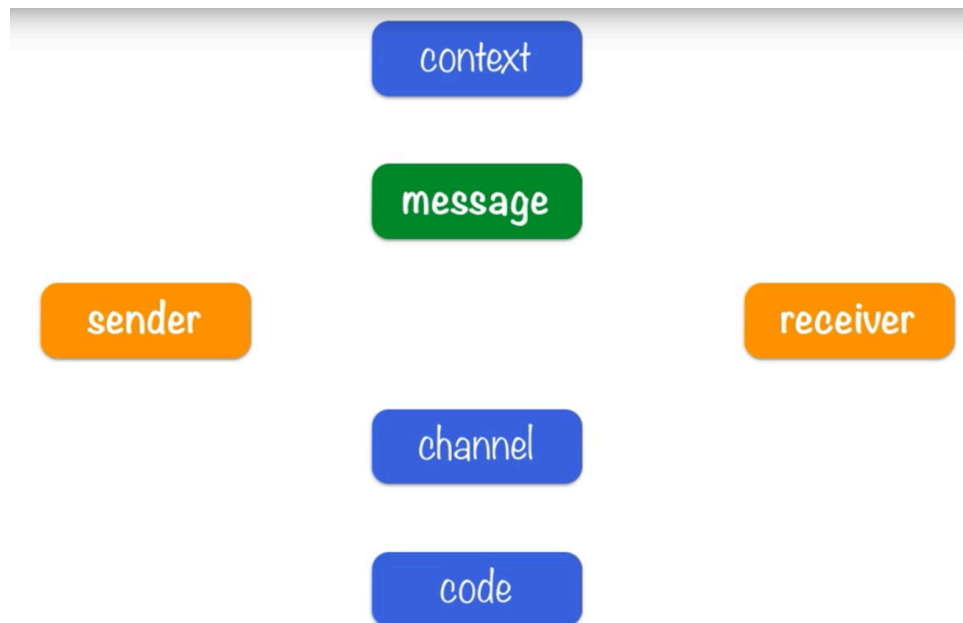 context
message
sender
receiver
channel
code